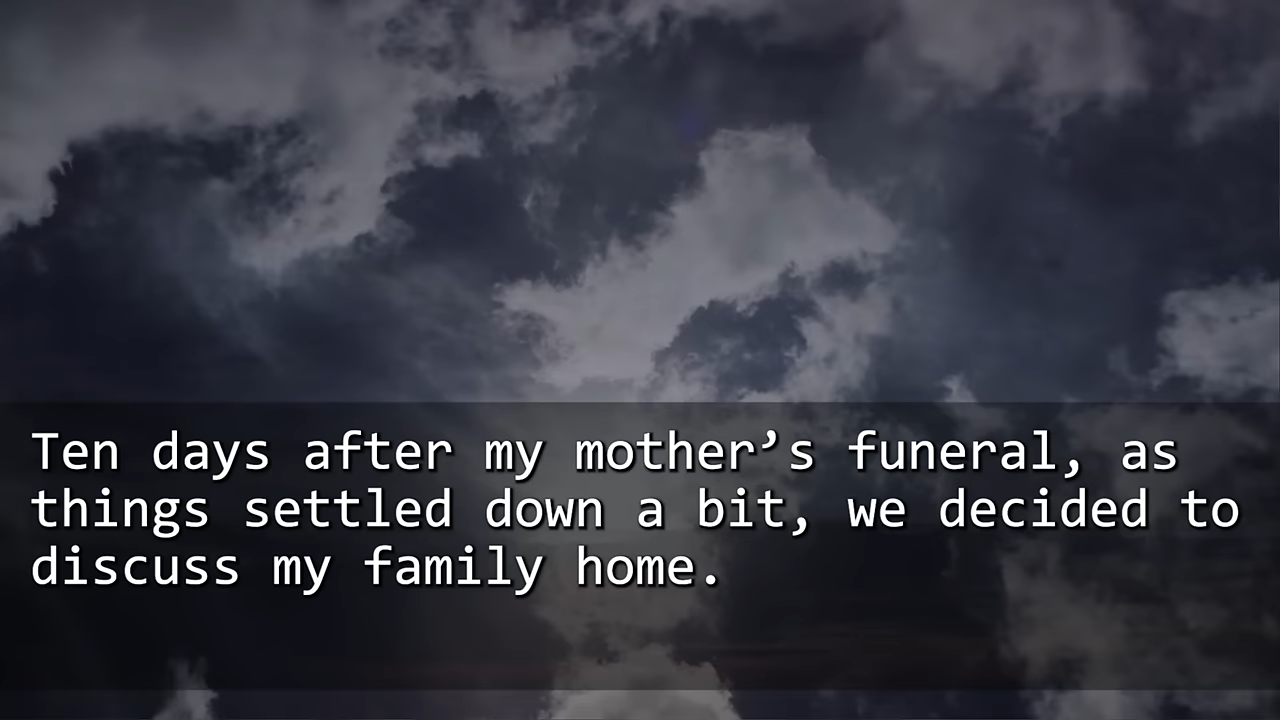 Ten days after my mother’s funeral, as
things settled down a bit, we decided to
discuss my family home.